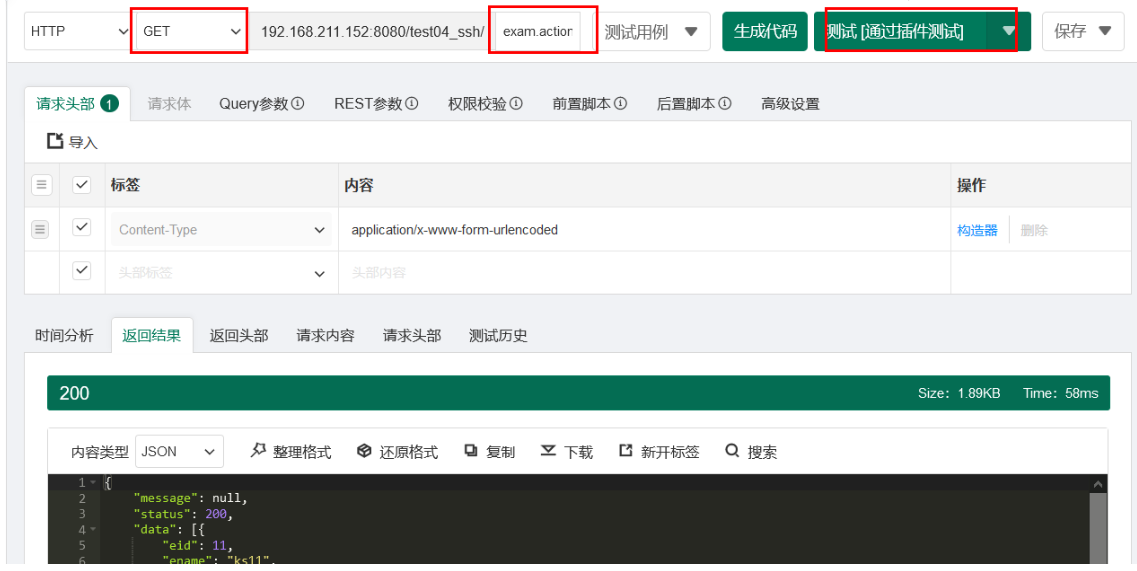 HTTP GET 192.168.211.152:8080/test04_ssh/ exam.action 测试用例 生成代码 测试 [通过插件测试] 保存
请求头部 1 请求体 Query参数 REST参数 权限校验 前置脚本 后置脚本 高级设置
导入
标签 内容 操作
Content-Type application/x-www-form-urlencoded 构造器 删除
头部标签 头部内容
时间分析 返回结果 返回头部 请求内容 请求头部 测试历史
200 Size：1.89KB Time：58ms
内容类型 JSON 整理格式 还原格式 复制 下载 新开标签 搜索
1 {
2 "message": null,
3 "status": 200,
4 "data": [{
5 "eid": 11,
6 "ename": "ks11",